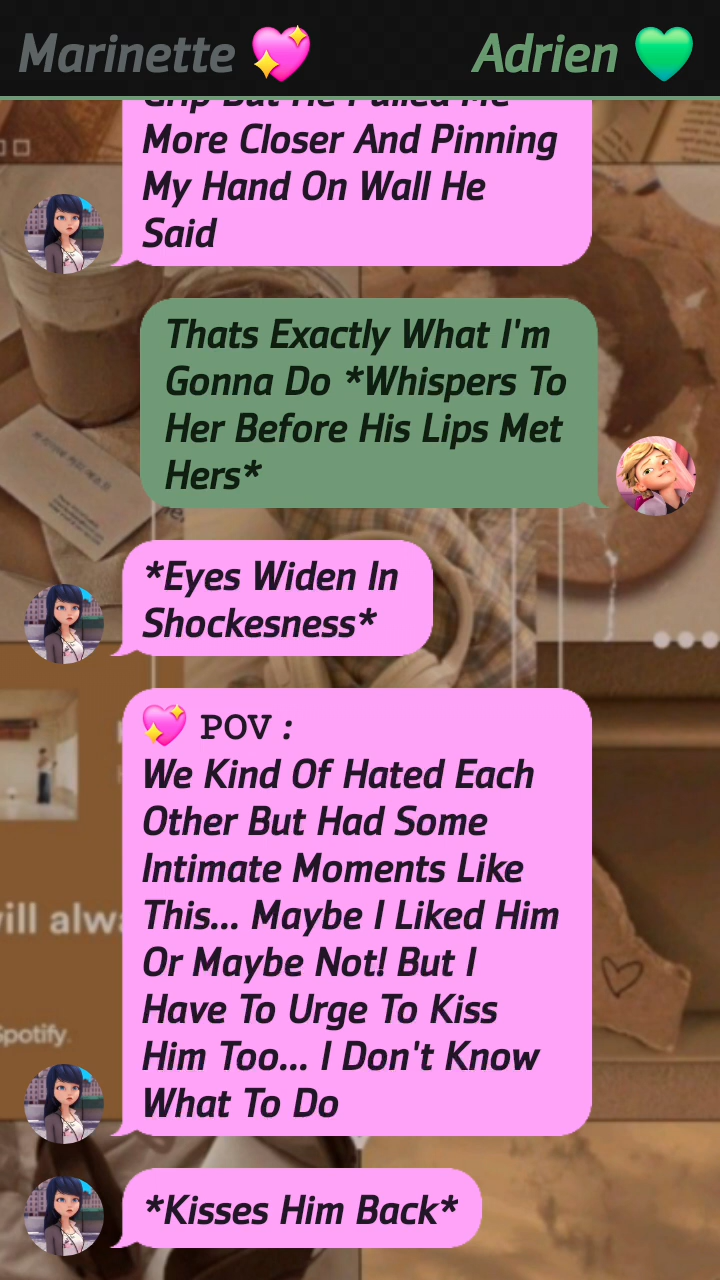 Marinette 💖 Adrien 💚
Grip But He Pulled Me
More Closer And Pinning
My Hand On Wall He
Said
Thats Exactly What I'm
Gonna Do *Whispers To
Her Before His Lips Met
Hers*
*Eyes Widen In
Shockesness*
💖 POV :
We Kind Of Hated Each
Other But Had Some
Intimate Moments Like
This... Maybe I Liked Him
Or Maybe Not! But I
Have To Urge To Kiss
Him Too... I Don't Know
What To Do
will alwa
Spotify.
*Kisses Him Back*